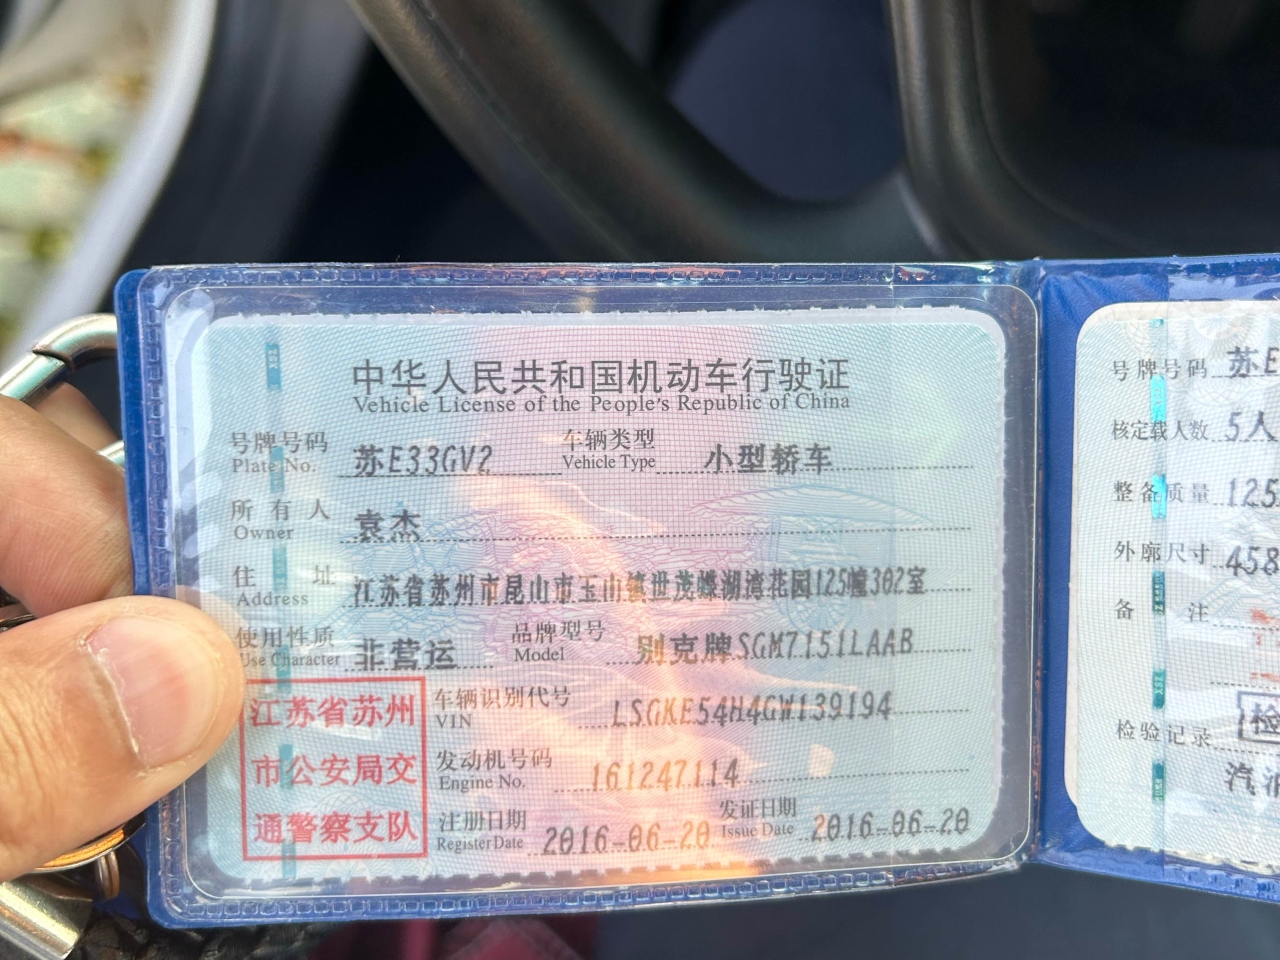 中华人民共和国机动车行驶证
Vehicle License of the People's Republic of China
号牌号码 苏E33GV2 车辆类型 小型轿车
Plate No. Vehicle Type
所有人 袁杰
Owner
住址 江苏省苏州市昆山市玉山镇世茂蝶湖湾花园125幢302室
Address
使用性质 非营运 品牌型号 别克牌SGM7151LAAB
Use Character Model
江苏省苏州
市公安局交
通警察支队
车辆识别代号 LSGKE54H4GW139194
VIN
发动机号码 161247114
Engine No.
注册日期 2016-06-20 发证日期 2016-06-20
Register Date Issue Date
号牌号码 苏E
核定载人数 5人
整备质量 125
外廓尺寸 458
备注
检验记录 检
汽油